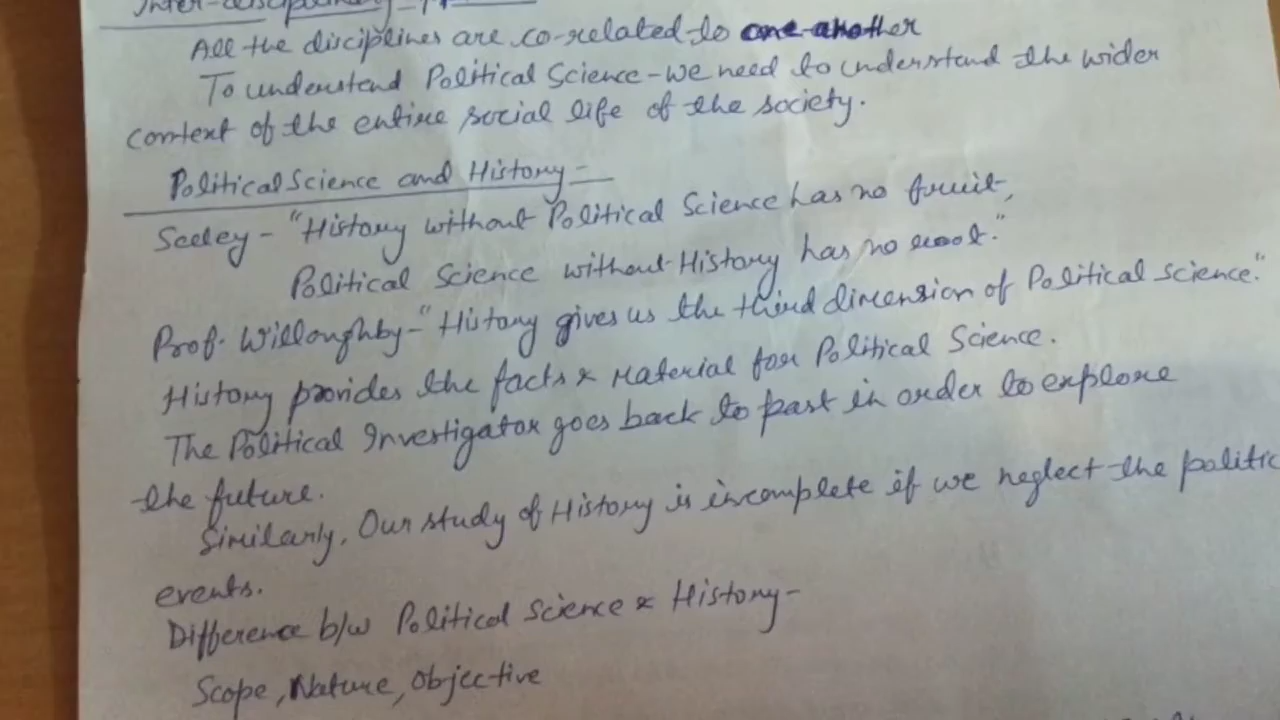 Inter-disciplinary
All the disciplines are co-related to one another
To understand Political Science - we need to understand the wider
context of the entire social life of the society.
Political Science and History -
Seeley - "History without Political Science has no fruit,
Political Science without History has no root."
Prof. Willoughby - "History gives us the third dimension of Political science."
History provides the facts & material for Political Science.
The Political Investigator goes back to past in order to explore
the future.
Similarly, Our study of History is incomplete if we neglect the politic
events.
Difference b/w Political Science & History -
Scope, Nature, Objective